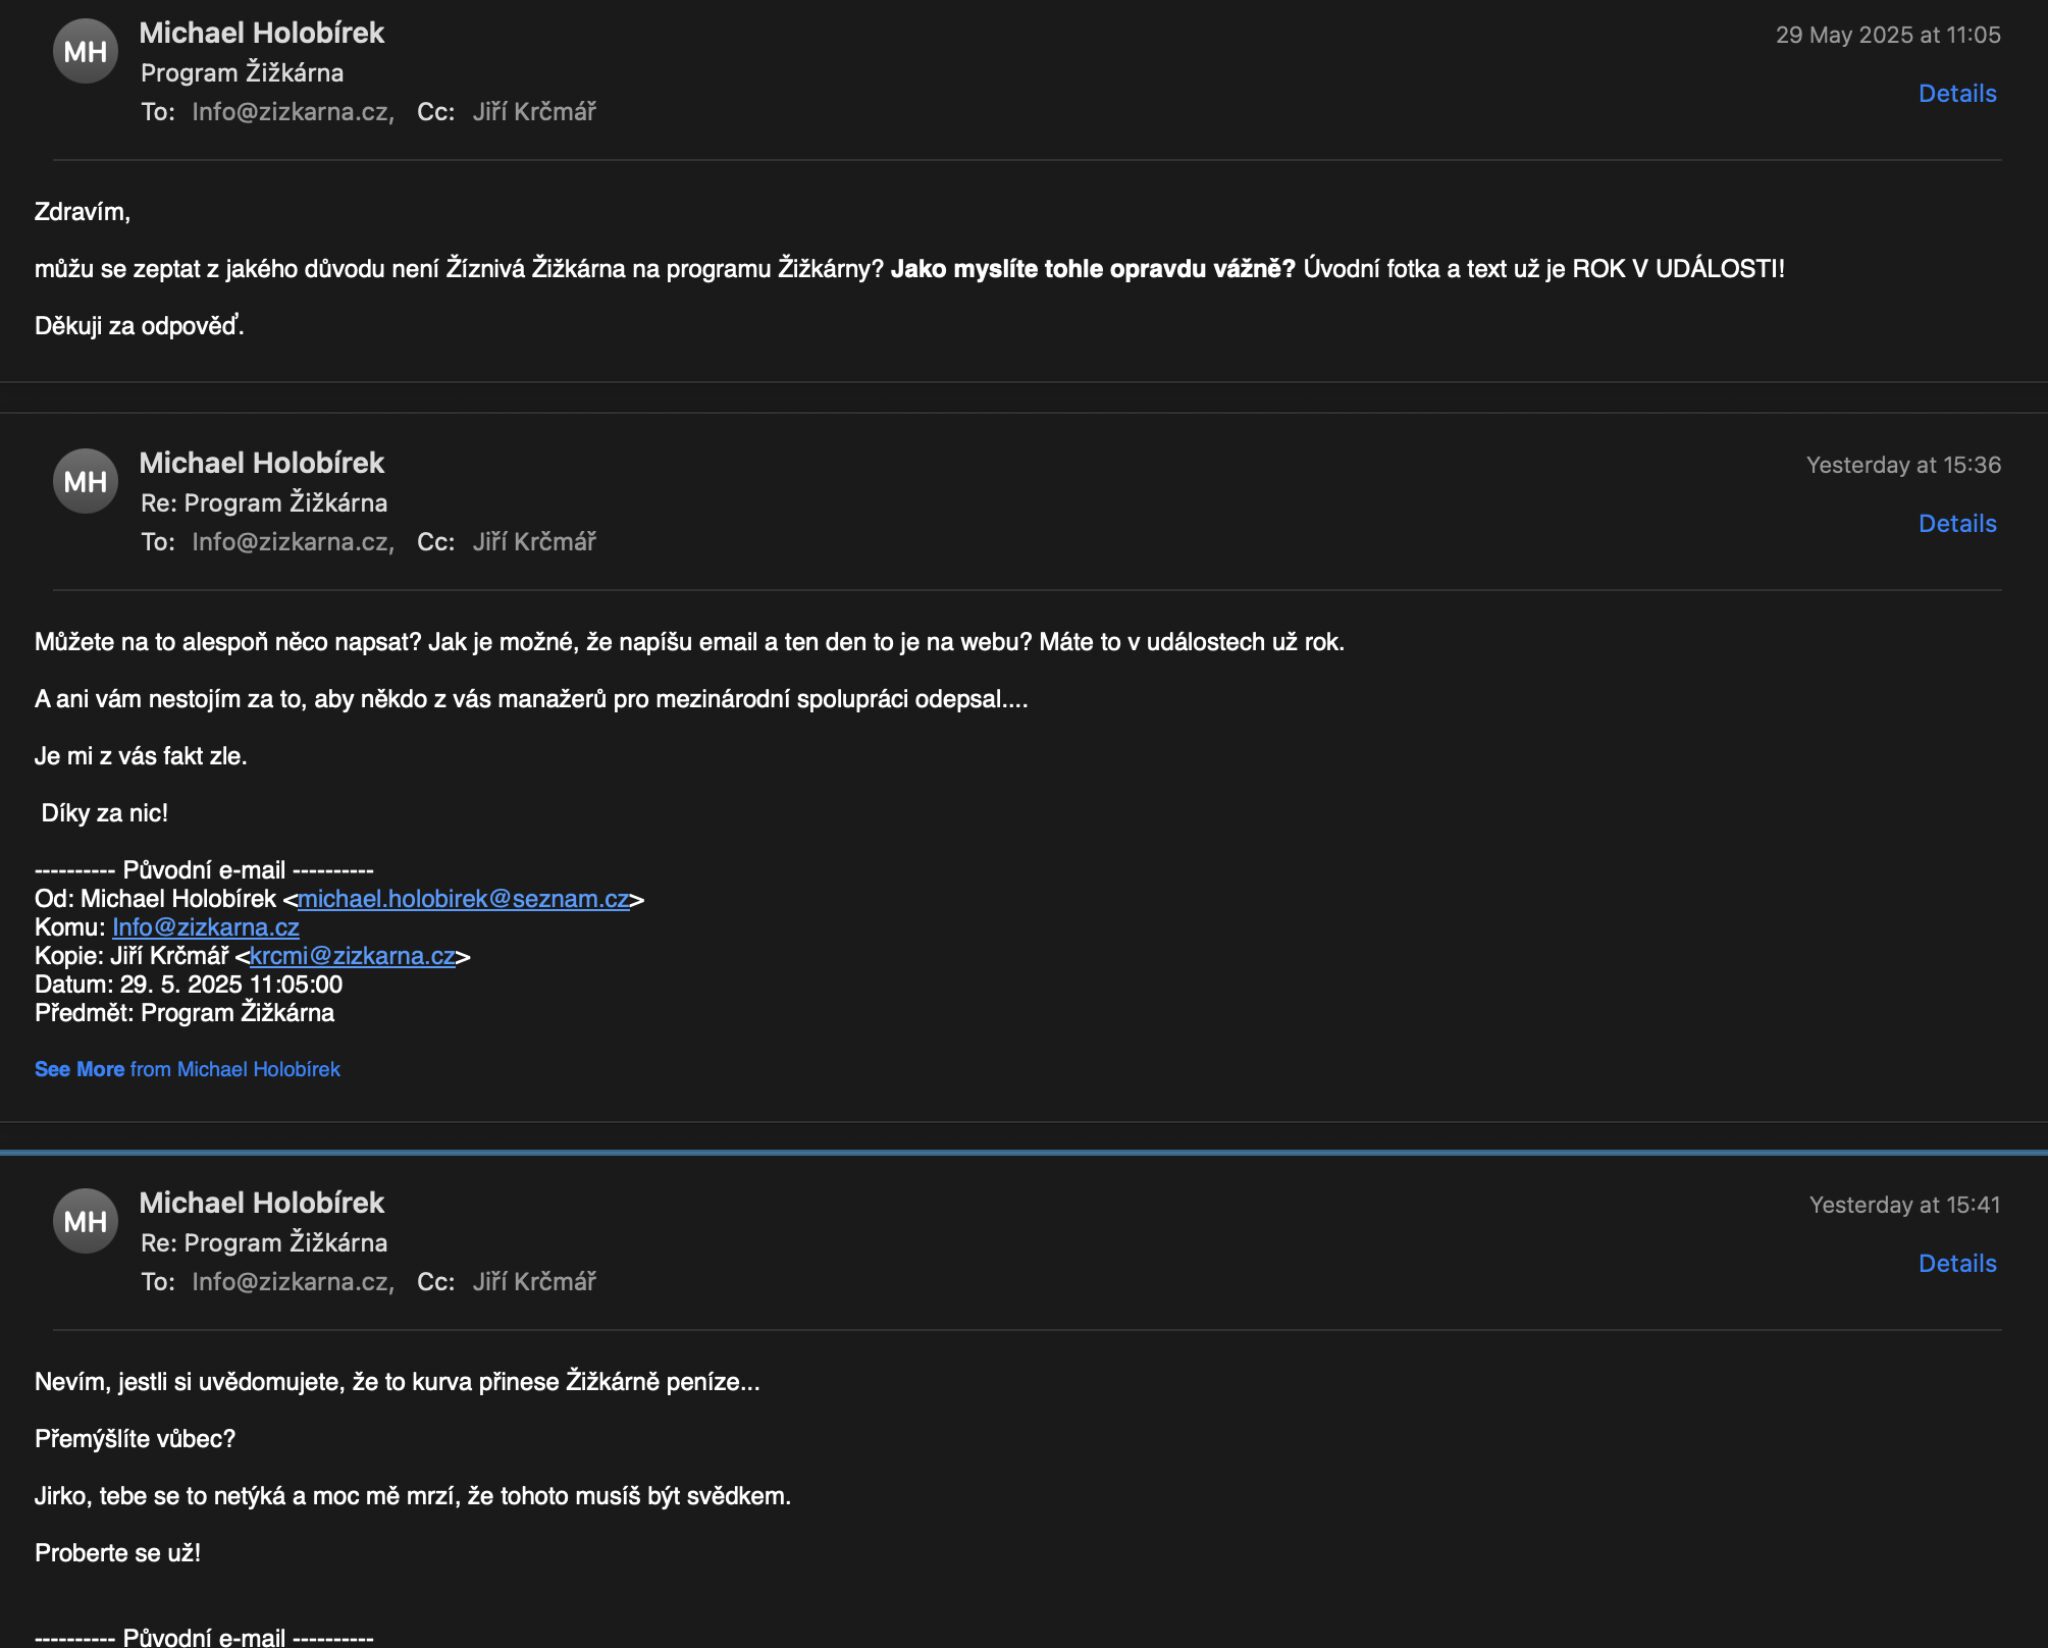 MH
Michael Holobírek
29 May 2025 at 11:05
Program Žižkárna
Details
To: Info@zizkarna.cz, Cc: Jiří Krčmář
Zdravím,
můžu se zeptat z jakého důvodu není Žíznivá Žižkárna na programu Žižkárny? Jako myslíte tohle opravdu vážně? Úvodní fotka a text už je ROK V UDÁLOSTI!
Děkuji za odpověď.
MH
Michael Holobírek
Yesterday at 15:36
Re: Program Žižkárna
Details
To: Info@zizkarna.cz, Cc: Jiří Krčmář
Můžete na to alespoň něco napsat? Jak je možné, že napíšu email a ten den to je na webu? Máte to v událostech už rok.
A ani vám nestojím za to, aby někdo z vás manažerů pro mezinárodní spolupráci odepsal....
Je mi z vás fakt zle.
Díky za nic!
---------- Původní e-mail ----------
Od: Michael Holobírek <michael.holobirek@seznam.cz>
Komu: Info@zizkarna.cz
Kopie: Jiří Krčmář <krcmi@zizkarna.cz>
Datum: 29. 5. 2025 11:05:00
Předmět: Program Žižkárna
See More from Michael Holobírek
MH
Michael Holobírek
Yesterday at 15:41
Re: Program Žižkárna
Details
To: Info@zizkarna.cz, Cc: Jiří Krčmář
Nevím, jestli si uvědomujete, že to kurva přinese Žižkárně peníze...
Přemýšlíte vůbec?
Jirko, tebe se to netýká a moc mě mrzí, že tohoto musíš být svědkem.
Proberte se už!
---------- Původní e-mail ----------